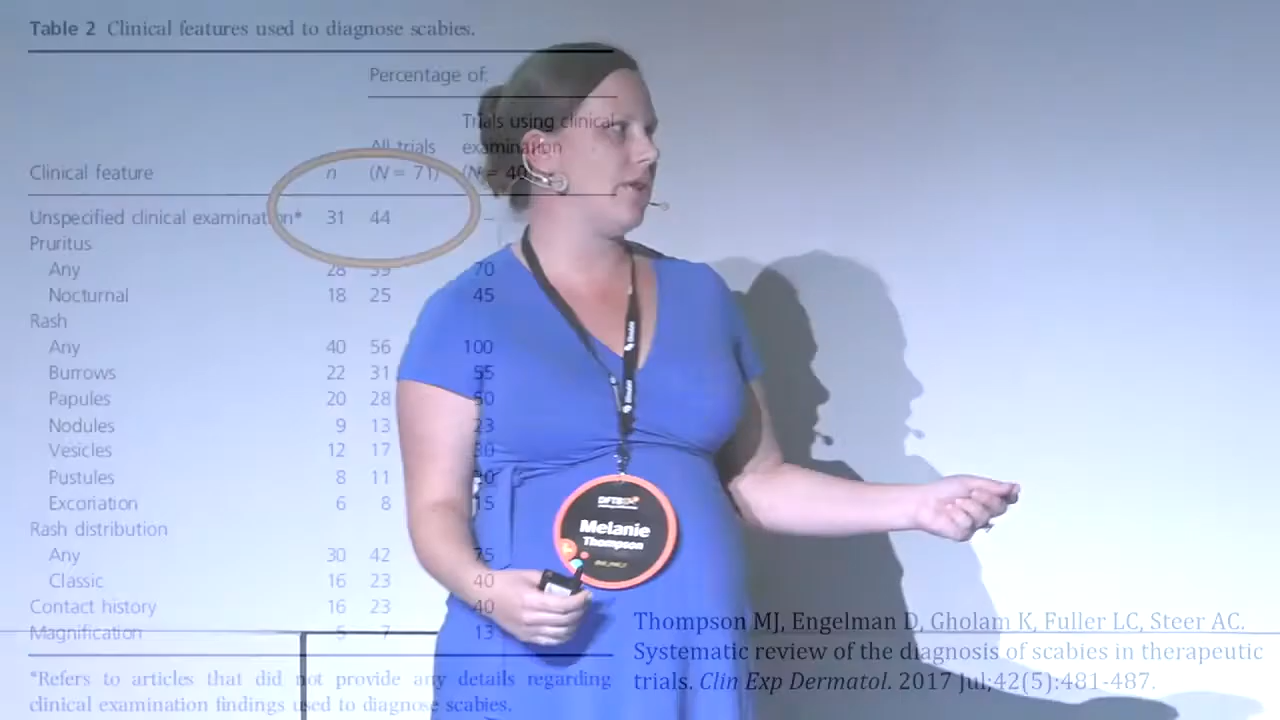 Table 2 Clinical features used to diagnose scabies.
Percentage of:
Trials using clinical
All trials examination
Clinical feature n (N = 71) (N = 40)
Unspecified clinical examination* 31 44 –
Pruritus
Any 28 39 70
Nocturnal 18 25 45
Rash
Any 40 56 100
Burrows 22 31 55
Papules 20 28 50
Nodules 9 13 23
Vesicles 12 17 30
Pustules 8 11
Excoriation 6 8 15
Rash distribution
Any 30 42 75
Classic 16 23 40
Contact history 16 23 40
Magnification 5 7 13
*Refers to articles that did not provide any details regarding
clinical examination findings used to diagnose scabies.
DFTB
Melanie
Thompson
Thompson MJ, Engelman D, Gholam K, Fuller LC, Steer AC.
Systematic review of the diagnosis of scabies in therapeutic
trials. Clin Exp Dermatol. 2017 Jul;42(5):481-487.